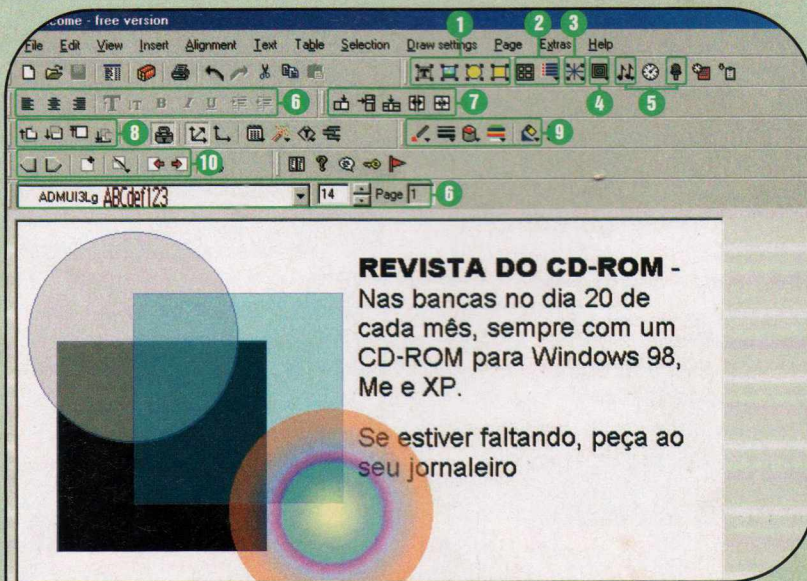 come - free version
File Edit View Insert Alignment Text Table Selection Draw settings Page Extras Help
1 2 3
4 5
6 7
8 9
10
ADMUI3Lg ABCdef123 14 Page 1 6
REVISTA DO CD-ROM -
Nas bancas no dia 20 de
cada mês, sempre com um
CD-ROM para Windows 98,
Me e XP.
Se estiver faltando, peça ao
seu jornaleiro